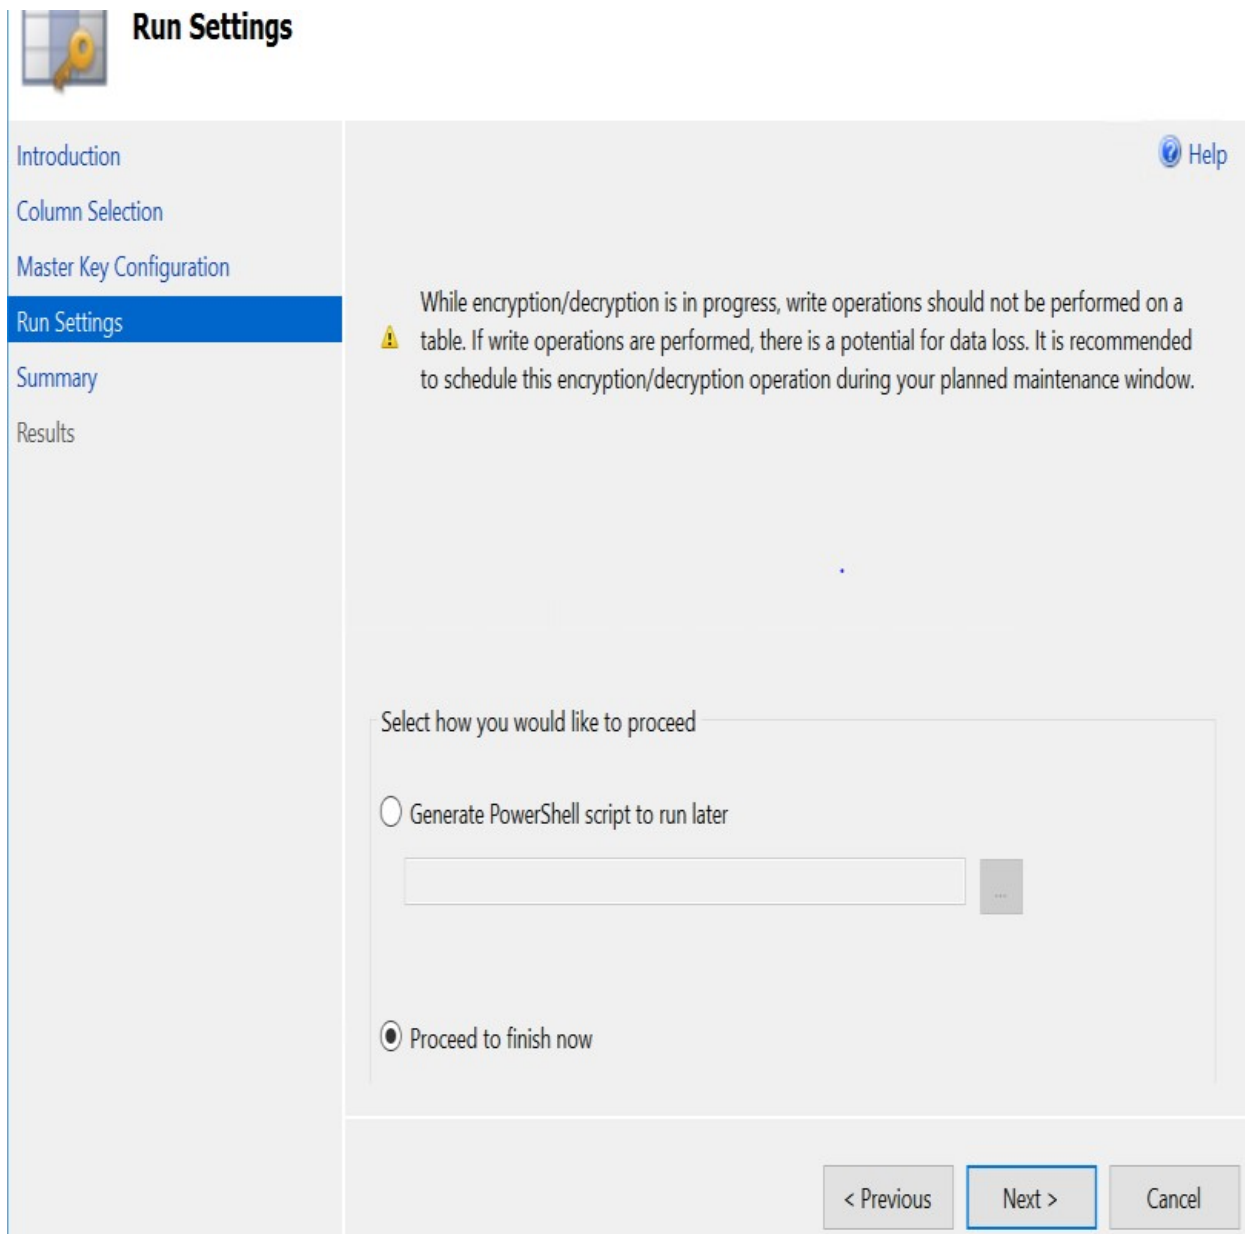 Run Settings
Introduction
Column Selection
Master Key Configuration
Run Settings
Summary
Results
Help
While encryption/decryption is in progress, write operations should not be performed on a
table. If write operations are performed, there is a potential for data loss. It is recommended
to schedule this encryption/decryption operation during your planned maintenance window.
Select how you would like to proceed
Generate PowerShell script to run later
...
Proceed to finish now
< Previous
Next >
Cancel